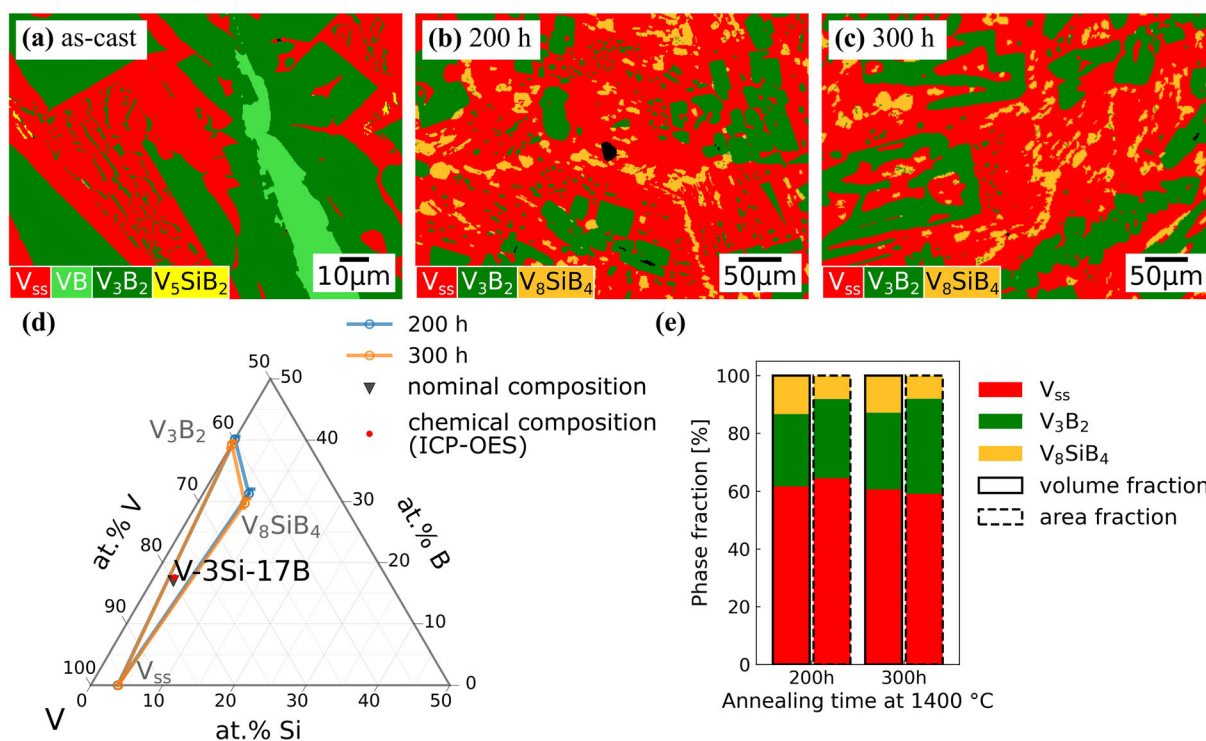 (a) as-cast
(b) 200 h
(c) 300 h
V₅₅ VB V₃B₂ V₅SiB₂
10μm
Vₛₛ V₃B₂ V₈SiB₄
50μm
Vₛₛ V₃B₂ V₈SiB₄
50μm
(d)
200 h
300 h
nominal composition
chemical composition
(ICP-OES)
50
50
V₃B₂
60
40
70
30
at.% V
at.% B
V₈SiB₄
80
20
V-3Si-17B
90
10
100
Vₛₛ
0
0
10
20
30
40
50
V
at.% Si
(e)
100
80
60
40
20
0
Phase fraction [%]
200h
300h
Annealing time at 1400 °C
Vₛₛ
V₃B₂
V₈SiB₄
volume fraction
area fraction